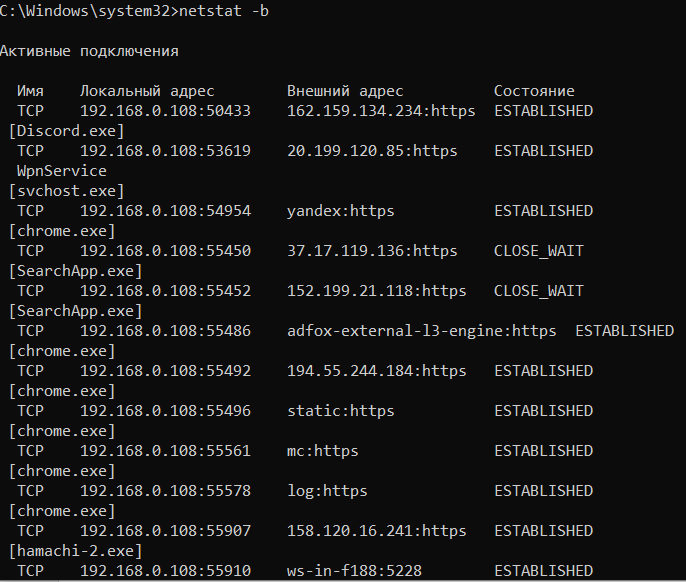 C:\Windows\system32>netstat -b
Активные подключения
Имя Локальный адрес Внешний адрес Состояние
TCP 192.168.0.108:50433 162.159.134.234:https ESTABLISHED
[Discord.exe]
TCP 192.168.0.108:53619 20.199.120.85:https ESTABLISHED
WpnService
[svchost.exe]
TCP 192.168.0.108:54954 yandex:https ESTABLISHED
[chrome.exe]
TCP 192.168.0.108:55450 37.17.119.136:https CLOSE_WAIT
[SearchApp.exe]
TCP 192.168.0.108:55452 152.199.21.118:https CLOSE_WAIT
[SearchApp.exe]
TCP 192.168.0.108:55486 adfox-external-l3-engine:https ESTABLISHED
[chrome.exe]
TCP 192.168.0.108:55492 194.55.244.184:https ESTABLISHED
[chrome.exe]
TCP 192.168.0.108:55496 static:https ESTABLISHED
[chrome.exe]
TCP 192.168.0.108:55561 mc:https ESTABLISHED
[chrome.exe]
TCP 192.168.0.108:55578 log:https ESTABLISHED
[chrome.exe]
TCP 192.168.0.108:55907 158.120.16.241:https ESTABLISHED
[hamachi-2.exe]
TCP 192.168.0.108:55910 ws-in-f188:5228 ESTABLISHED